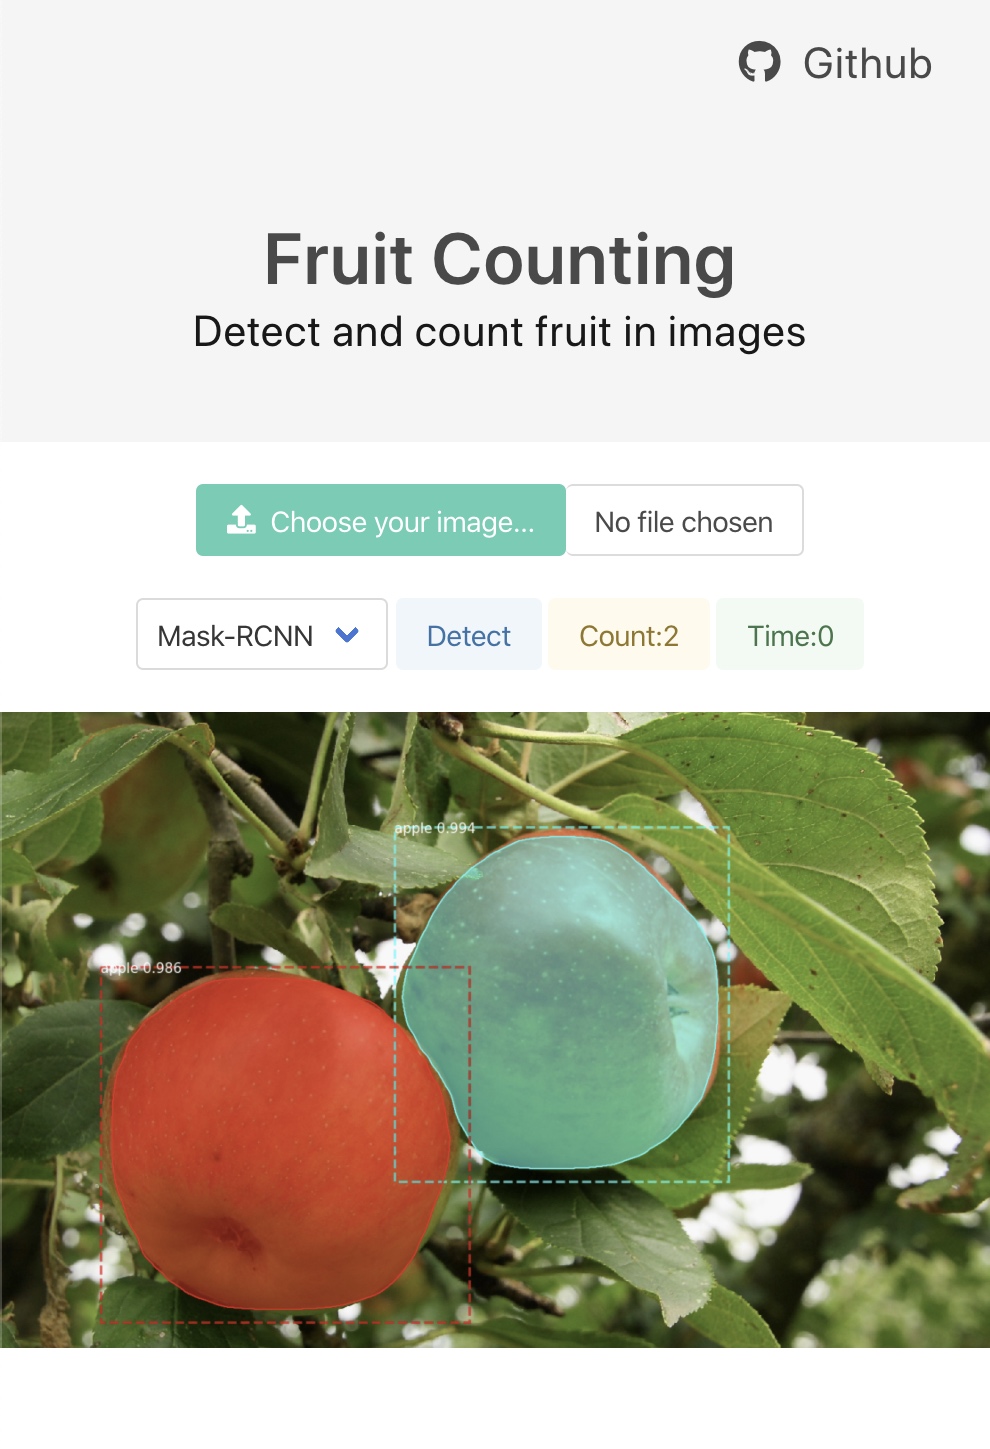 Github
Fruit Counting
Detect and count fruit in images
Choose your image...
No file chosen
Mask-RCNN
Detect
Count:2
Time:0
apple 0.994
apple 0.986